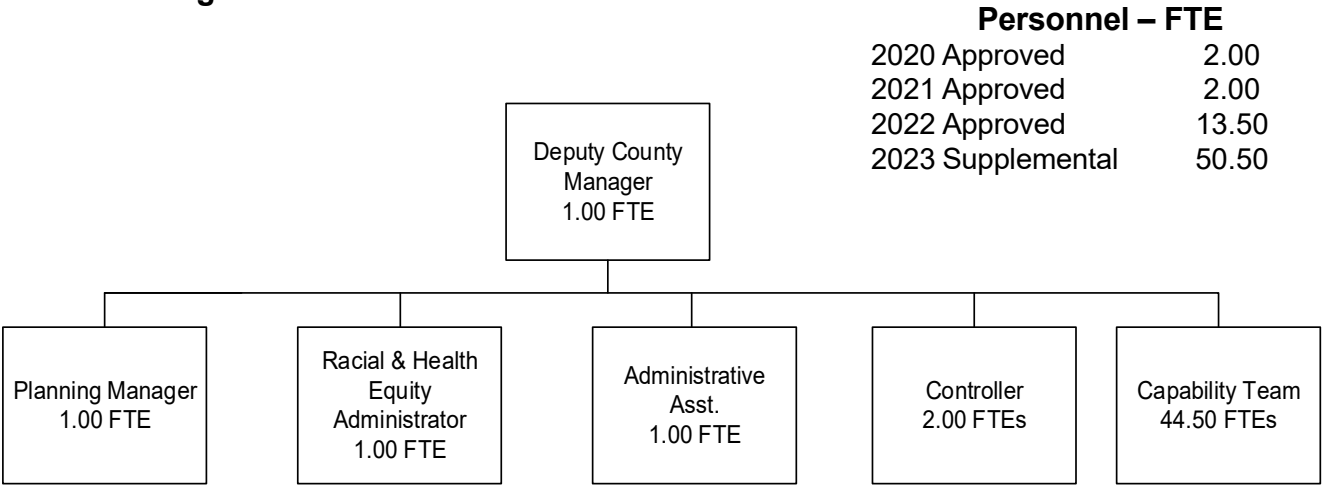 Personnel – FTE
2020 Approved 2.00
2021 Approved 2.00
2022 Approved 13.50
2023 Supplemental 50.50
Deputy County
Manager
1.00 FTE
Planning Manager
1.00 FTE
Racial & Health
Equity
Administrator
1.00 FTE
Administrative
Asst.
1.00 FTE
Controller
2.00 FTEs
Capability Team
44.50 FTEs